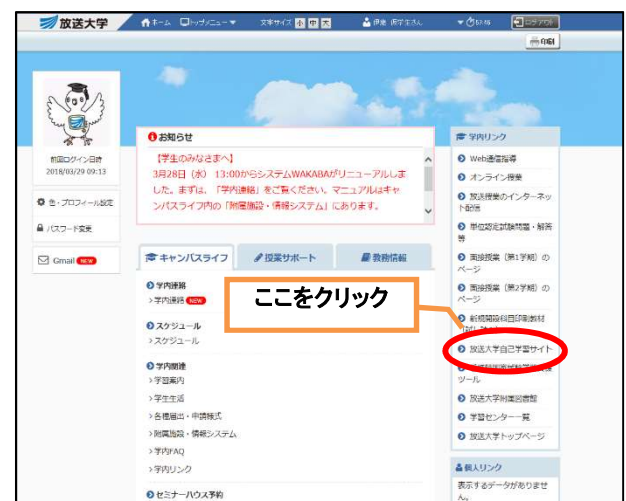 放送大学
ホーム
トップメニュー▼
文字サイズ 小 中 大
ログアウト
印刷
前回ログイン日時
2018/03/29 09:13
色・プロフィール設定
パスワード変更
Gmail NEW
お知らせ
【学生のみなさまへ】
3月28日（水）13:00からシステムWAKABAがリニューアルしま
した。まずは、「学内連絡」をご覧ください。マニュアルはキャ
ンパスライフ内の「附属施設・情報システム」にあります。
キャンパスライフ
授業サポート
教務情報
学内連絡
›学内連絡 NEW
スケジュール
›スケジュール
学内関連
›学習案内
›学生生活
›各種届出・申請様式
›附属施設・情報システム
›学内FAQ
›学内リンク
セミナーハウス予約
ここをクリック
学内リンク
Web通信指導
オンライン授業
放送授業のインターネッ
ト配信
単位認定試験問題・解答
等
面接授業（第1学期）の
ページ
面接授業（第2学期）の
ページ
新規開設科目印刷教材
放送大学自己学習サイト
ツール
放送大学附属図書館
学習センター一覧
放送大学トップページ
個人リンク
表示するデータがありませ
ん。